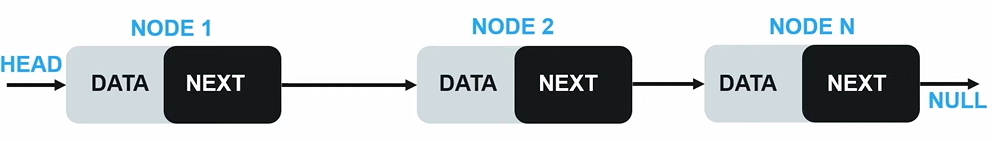 NODE 1
NODE 2
NODE N
HEAD
DATA NEXT
DATA NEXT
DATA NEXT
NULL